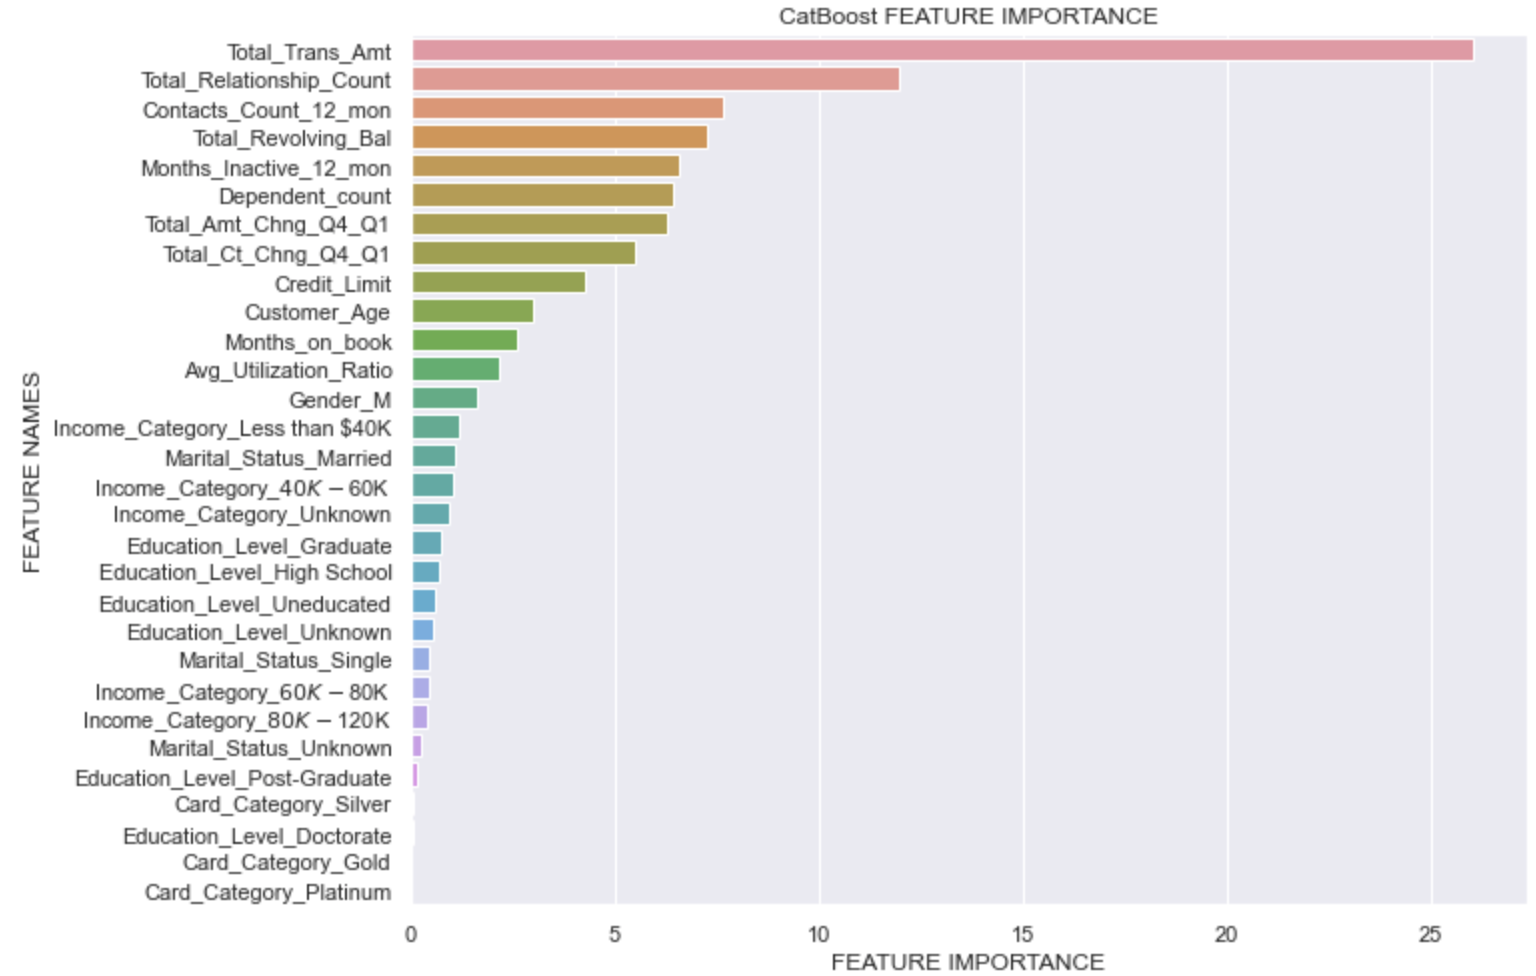 CatBoost FEATURE IMPORTANCE
Total_Trans_Amt
Total_Relationship_Count
Contacts_Count_12_mon
Total_Revolving_Bal
Months_Inactive_12_mon
Dependent_count
Total_Amt_Chng_Q4_Q1
Total_Ct_Chng_Q4_Q1
Credit_Limit
Customer_Age
Months_on_book
Avg_Utilization_Ratio
Gender_M
Income_Category_Less than $40K
Marital_Status_Married
Income_Category_40K − 60K
Income_Category_Unknown
Education_Level_Graduate
Education_Level_High School
Education_Level_Uneducated
Education_Level_Unknown
Marital_Status_Single
Income_Category_60K − 80K
Income_Category_80K − 120K
Marital_Status_Unknown
Education_Level_Post-Graduate
Card_Category_Silver
Education_Level_Doctorate
Card_Category_Gold
Card_Category_Platinum
FEATURE NAMES
0 5 10 15 20 25
FEATURE IMPORTANCE